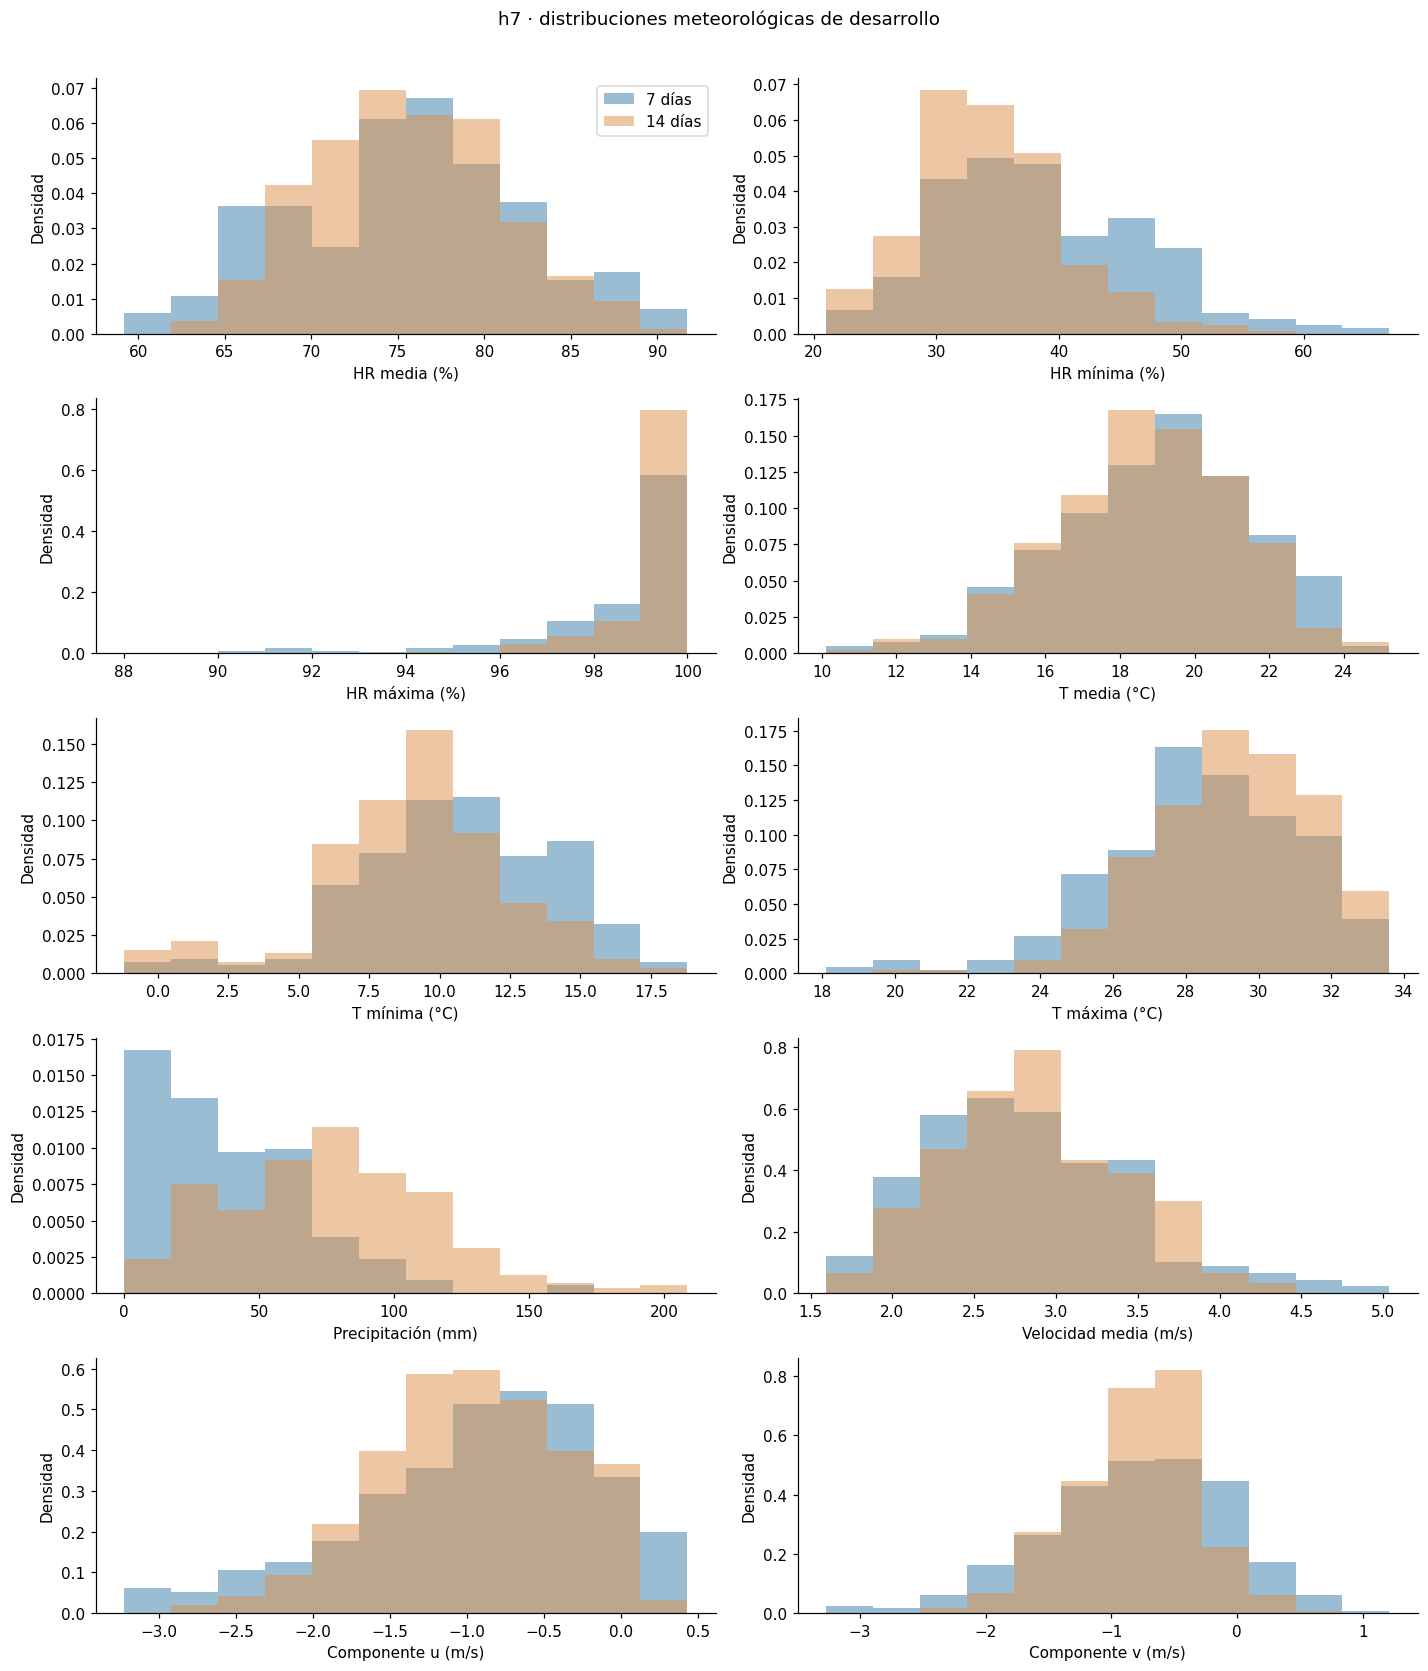 h7 · distribuciones meteorológicas de desarrollo
0.07
0.06
0.05
0.04
0.03
0.02
0.01
0.00
Densidad
60 65 70 75 80 85 90
HR media (%)
7 días
14 días
0.07
0.06
0.05
0.04
0.03
0.02
0.01
0.00
Densidad
20 30 40 50 60
HR mínima (%)
0.8
0.6
0.4
0.2
0.0
Densidad
88 90 92 94 96 98 100
HR máxima (%)
0.175
0.150
0.125
0.100
0.075
0.050
0.025
0.000
Densidad
10 12 14 16 18 20 22 24
T media (°C)
0.150
0.125
0.100
0.075
0.050
0.025
0.000
Densidad
0.0 2.5 5.0 7.5 10.0 12.5 15.0 17.5
T mínima (°C)
0.175
0.150
0.125
0.100
0.075
0.050
0.025
0.000
Densidad
18 20 22 24 26 28 30 32 34
T máxima (°C)
0.0175
0.0150
0.0125
0.0100
0.0075
0.0050
0.0025
0.0000
Densidad
0 50 100 150 200
Precipitación (mm)
0.8
0.6
0.4
0.2
0.0
Densidad
1.5 2.0 2.5 3.0 3.5 4.0 4.5 5.0
Velocidad media (m/s)
0.6
0.5
0.4
0.3
0.2
0.1
0.0
Densidad
−3.0 −2.5 −2.0 −1.5 −1.0 −0.5 0.0 0.5
Componente u (m/s)
0.8
0.6
0.4
0.2
0.0
Densidad
−3 −2 −1 0 1
Componente v (m/s)